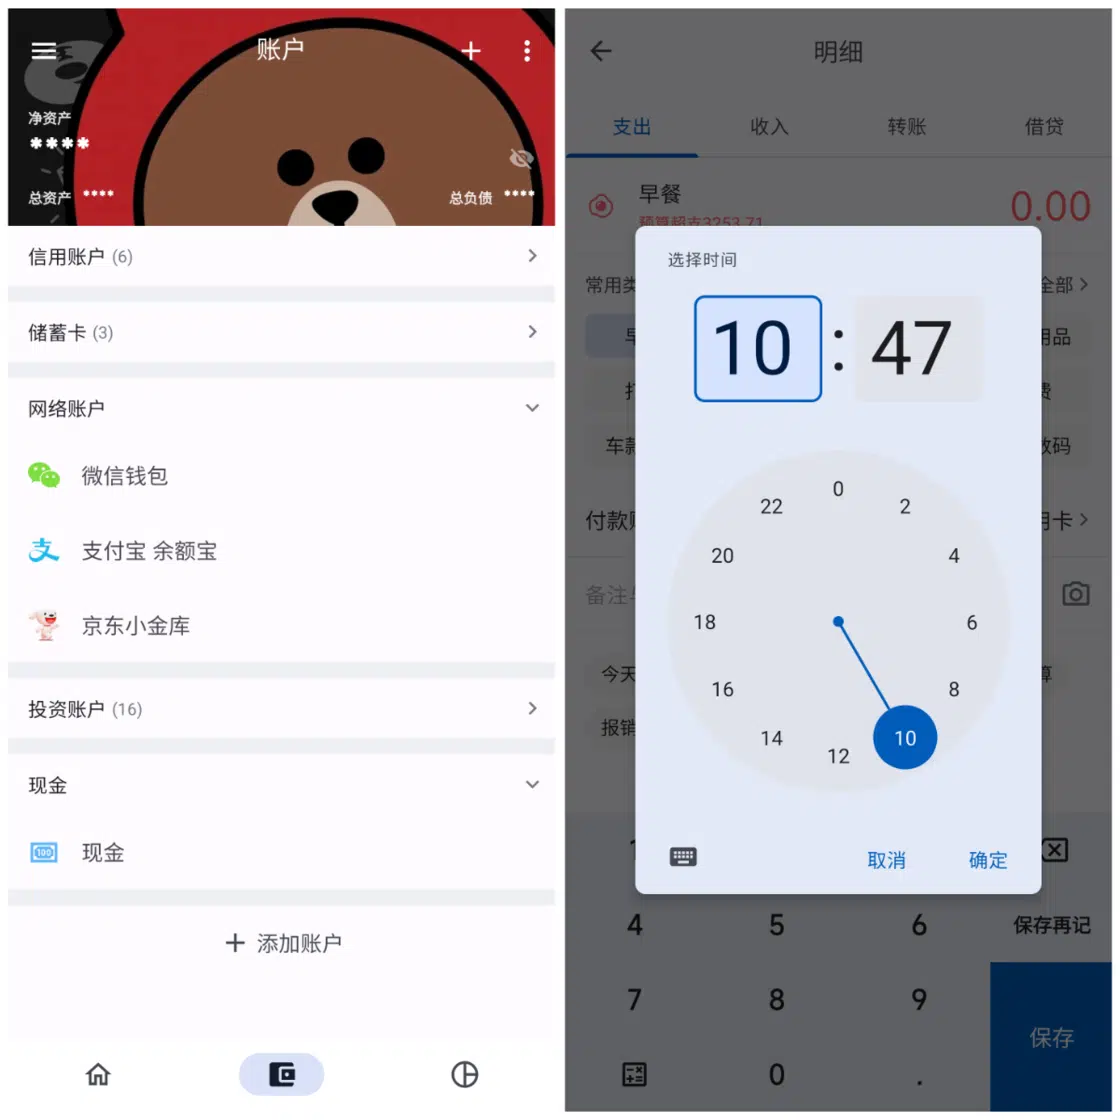 账户
净资产
****
总资产 ****
总负债 ****
信用账户 (6)
储蓄卡 (3)
网络账户
微信钱包
支付宝 余额宝
京东小金库
投资账户 (16)
现金
100 现金
添加账户
明细
支出 收入 转账 借贷
早餐
预算超支3253.71
0.00
常用类
全部
早
用品
打
费
车款
数码
付款账
用卡
备注与
今天
算
报销
选择时间
10 : 47
0
22 2
20 4
18 6
16 8
14 10
12
取消 确定
1
4 5 6 保存再记
7 8 9
保存
0 .